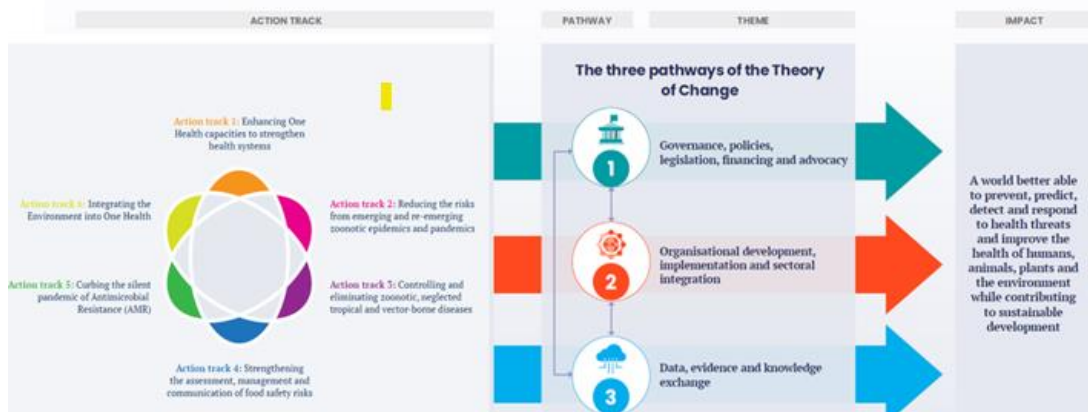 ACTION TRACK
PATHWAY
THEME
IMPACT
Action track 1: Enhancing One
Health capacities to strengthen
health systems
Action track 6: Integrating the
Environment into One Health
Action track 2: Reducing the risks
from emerging and re-emerging
zoonotic epidemics and pandemics
Action track 5: Curbing the silent
pandemic of Antimicrobial
Resistance (AMR)
Action track 3: Controlling and
eliminating zoonotic, neglected
tropical and vector-borne diseases
Action track 4: Strengthening
the assessment, management and
communication of food safety risks
The three pathways of the Theory
of Change
1
Governance, policies,
legislation, financing and advocacy
2
Organisational development,
implementation and sectoral
integration
3
Data, evidence and knowledge
exchange
A world better able
to prevent, predict,
detect and respond
to health threats
and improve the
health of humans,
animals, plants and
the environment
while contributing
to sustainable
development